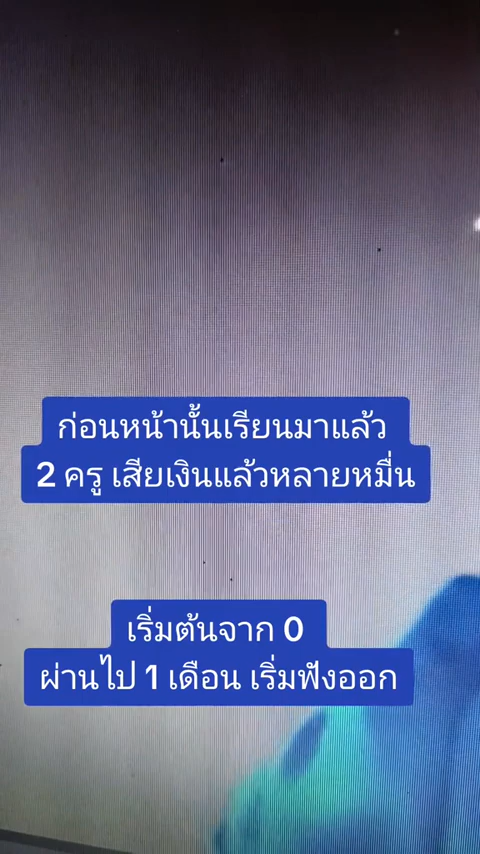 ก่อนหน้านั้นเรียนมาแล้ว
2 ครู เสียเงินแล้วหลายหมื่น
เริ่มต้นจาก 0
ผ่านไป 1 เดือน เริ่มฟังออก